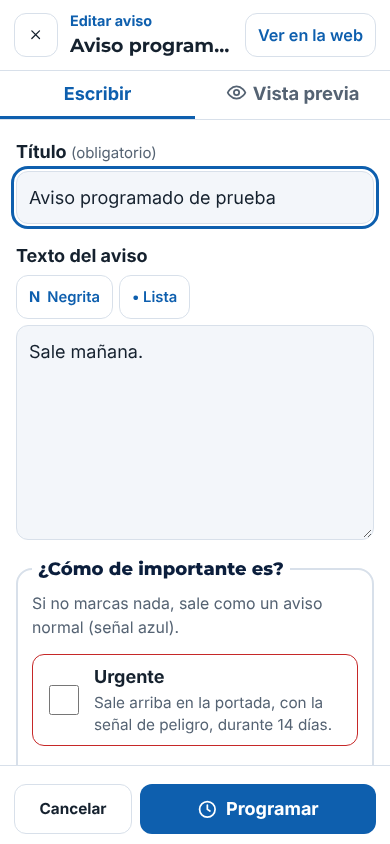 Editar aviso
Aviso program...
Ver en la web
Escribir
Vista previa
Título (obligatorio)
Aviso programado de prueba
Texto del aviso
N Negrita
• Lista
Sale mañana.
¿Cómo de importante es?
Si no marcas nada, sale como un aviso
normal (señal azul).
Urgente
Sale arriba en la portada, con la
señal de peligro, durante 14 días.
Cancelar
Programar